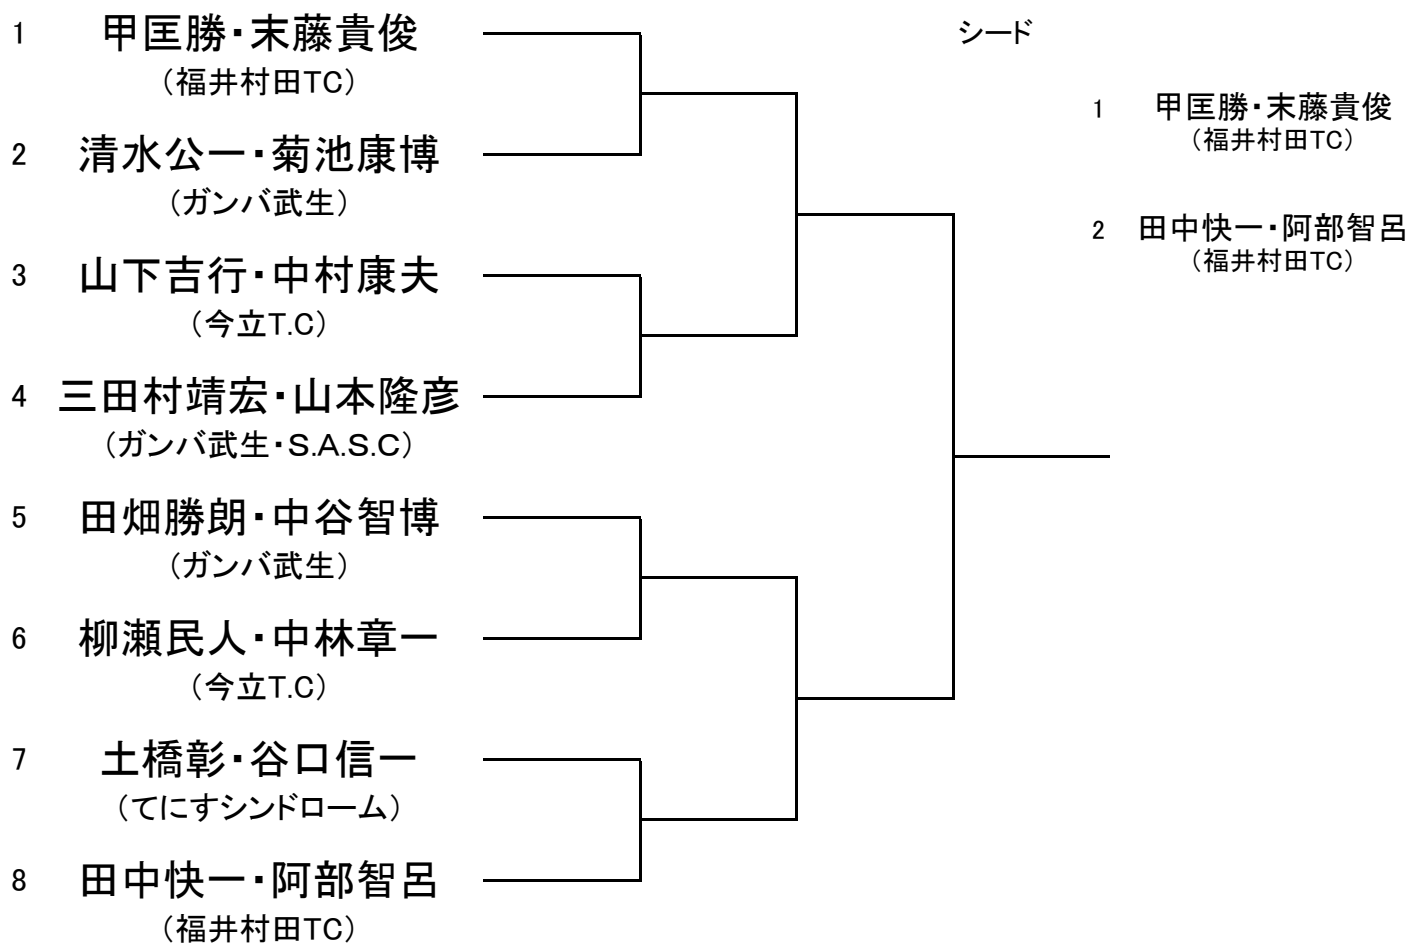 1 甲匡勝・末藤貴俊
（福井村田TC）
2 清水公一・菊池康博
（ガンバ武生）
3 山下吉行・中村康夫
（今立T.C）
4 三田村靖宏・山本隆彦
（ガンバ武生・S.A.S.C）
5 田畑勝朗・中谷智博
（ガンバ武生）
6 柳瀬民人・中林章一
（今立T.C）
7 土橋彰・谷口信一
（てにすシンドローム）
8 田中快一・阿部智呂
（福井村田TC）
シード
1 甲匡勝・末藤貴俊
（福井村田TC）
2 田中快一・阿部智呂
（福井村田TC）